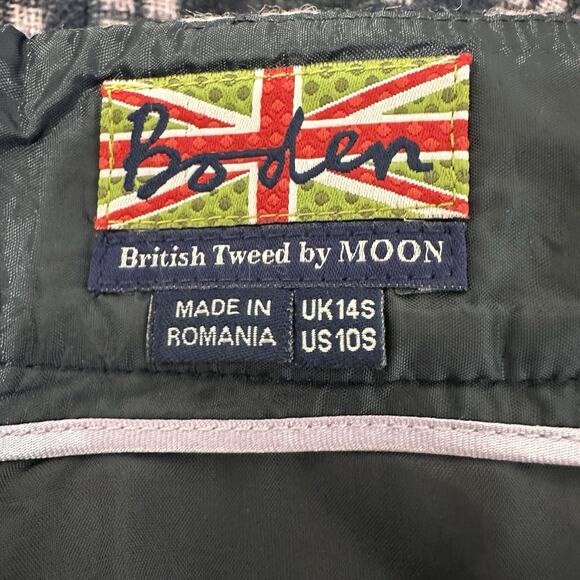 Boden
British Tweed by MOON
MADE IN
ROMANIA
UK14S
US10S